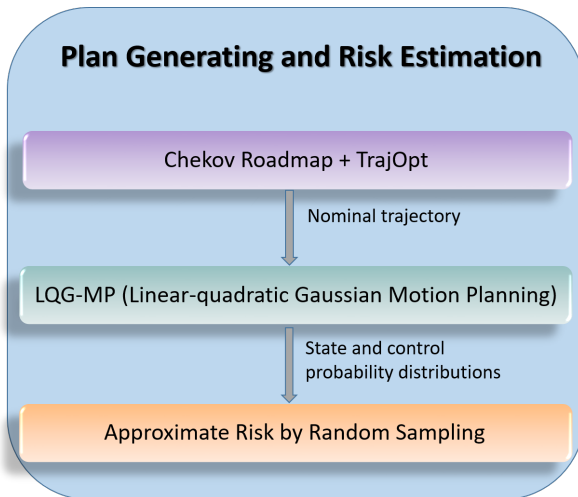 Plan Generating and Risk Estimation
Chekov Roadmap + TrajOpt
Nominal trajectory
LQG-MP (Linear-quadratic Gaussian Motion Planning)
State and control
probability distributions
Approximate Risk by Random Sampling